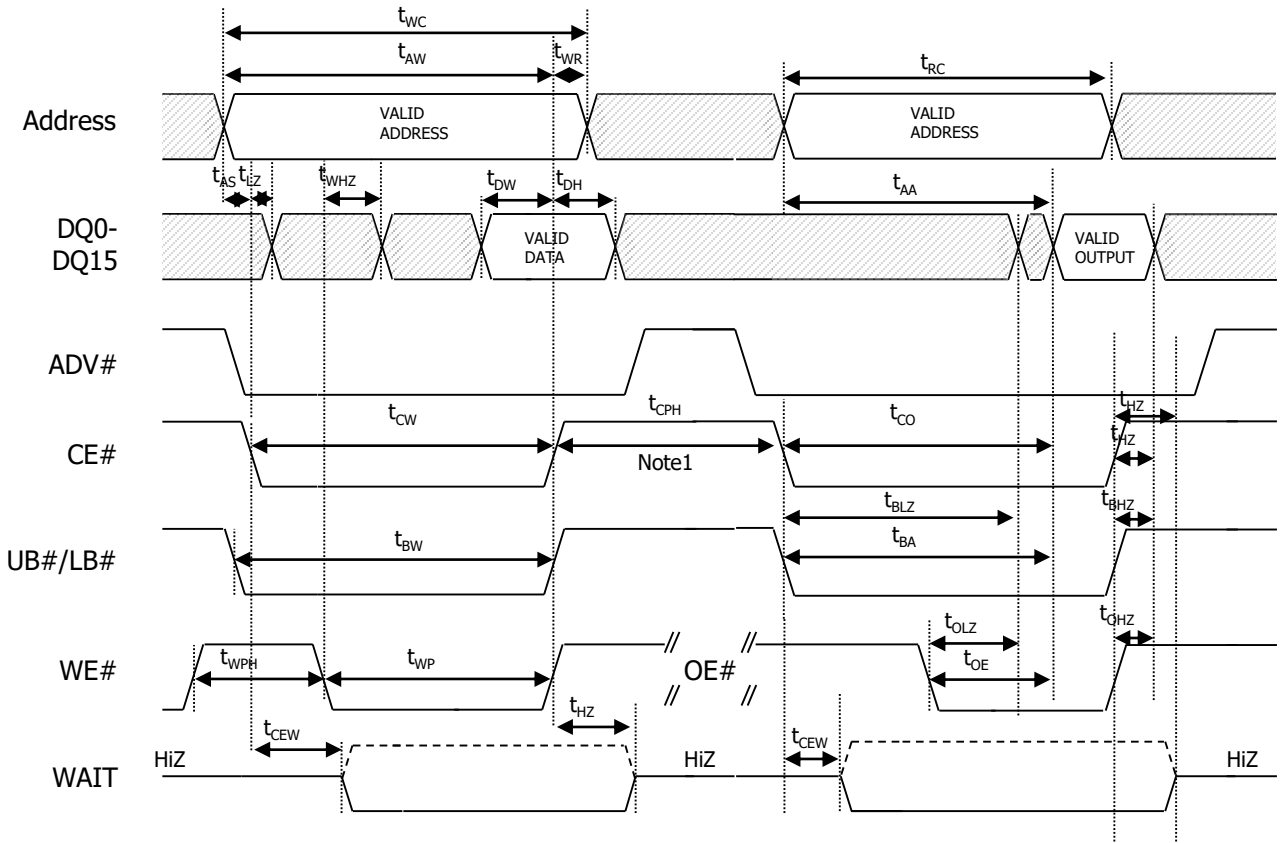 tWC
tAW
tWR
tRC
Address
VALID
ADDRESS
VALID
ADDRESS
tAS
tLZ
tWHZ
tDW
tDH
tAA
DQ0-
DQ15
VALID
DATA
VALID
OUTPUT
ADV#
tCW
tCPH
tCO
tHZ
CE#
Note1
tHZ
tBLZ
tBHZ
UB#/LB#
tBW
tBA
tOLZ
tOHZ
WE#
tWPH
tWP
//
//
OE#
tOE
//
//
tCEW
tHZ
tCEW
WAIT
HiZ
HiZ
HiZ